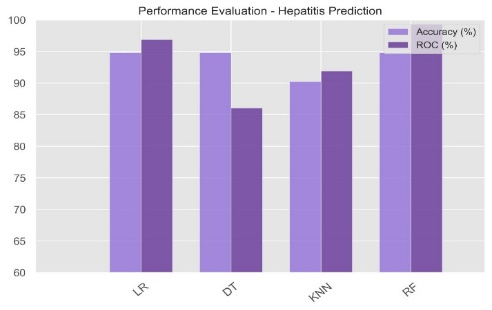 Performance Evaluation - Hepatitis Prediction
100
95
90
85
80
75
70
65
60
Accuracy (%)
ROC (%)
LR
DT
KNN
RF